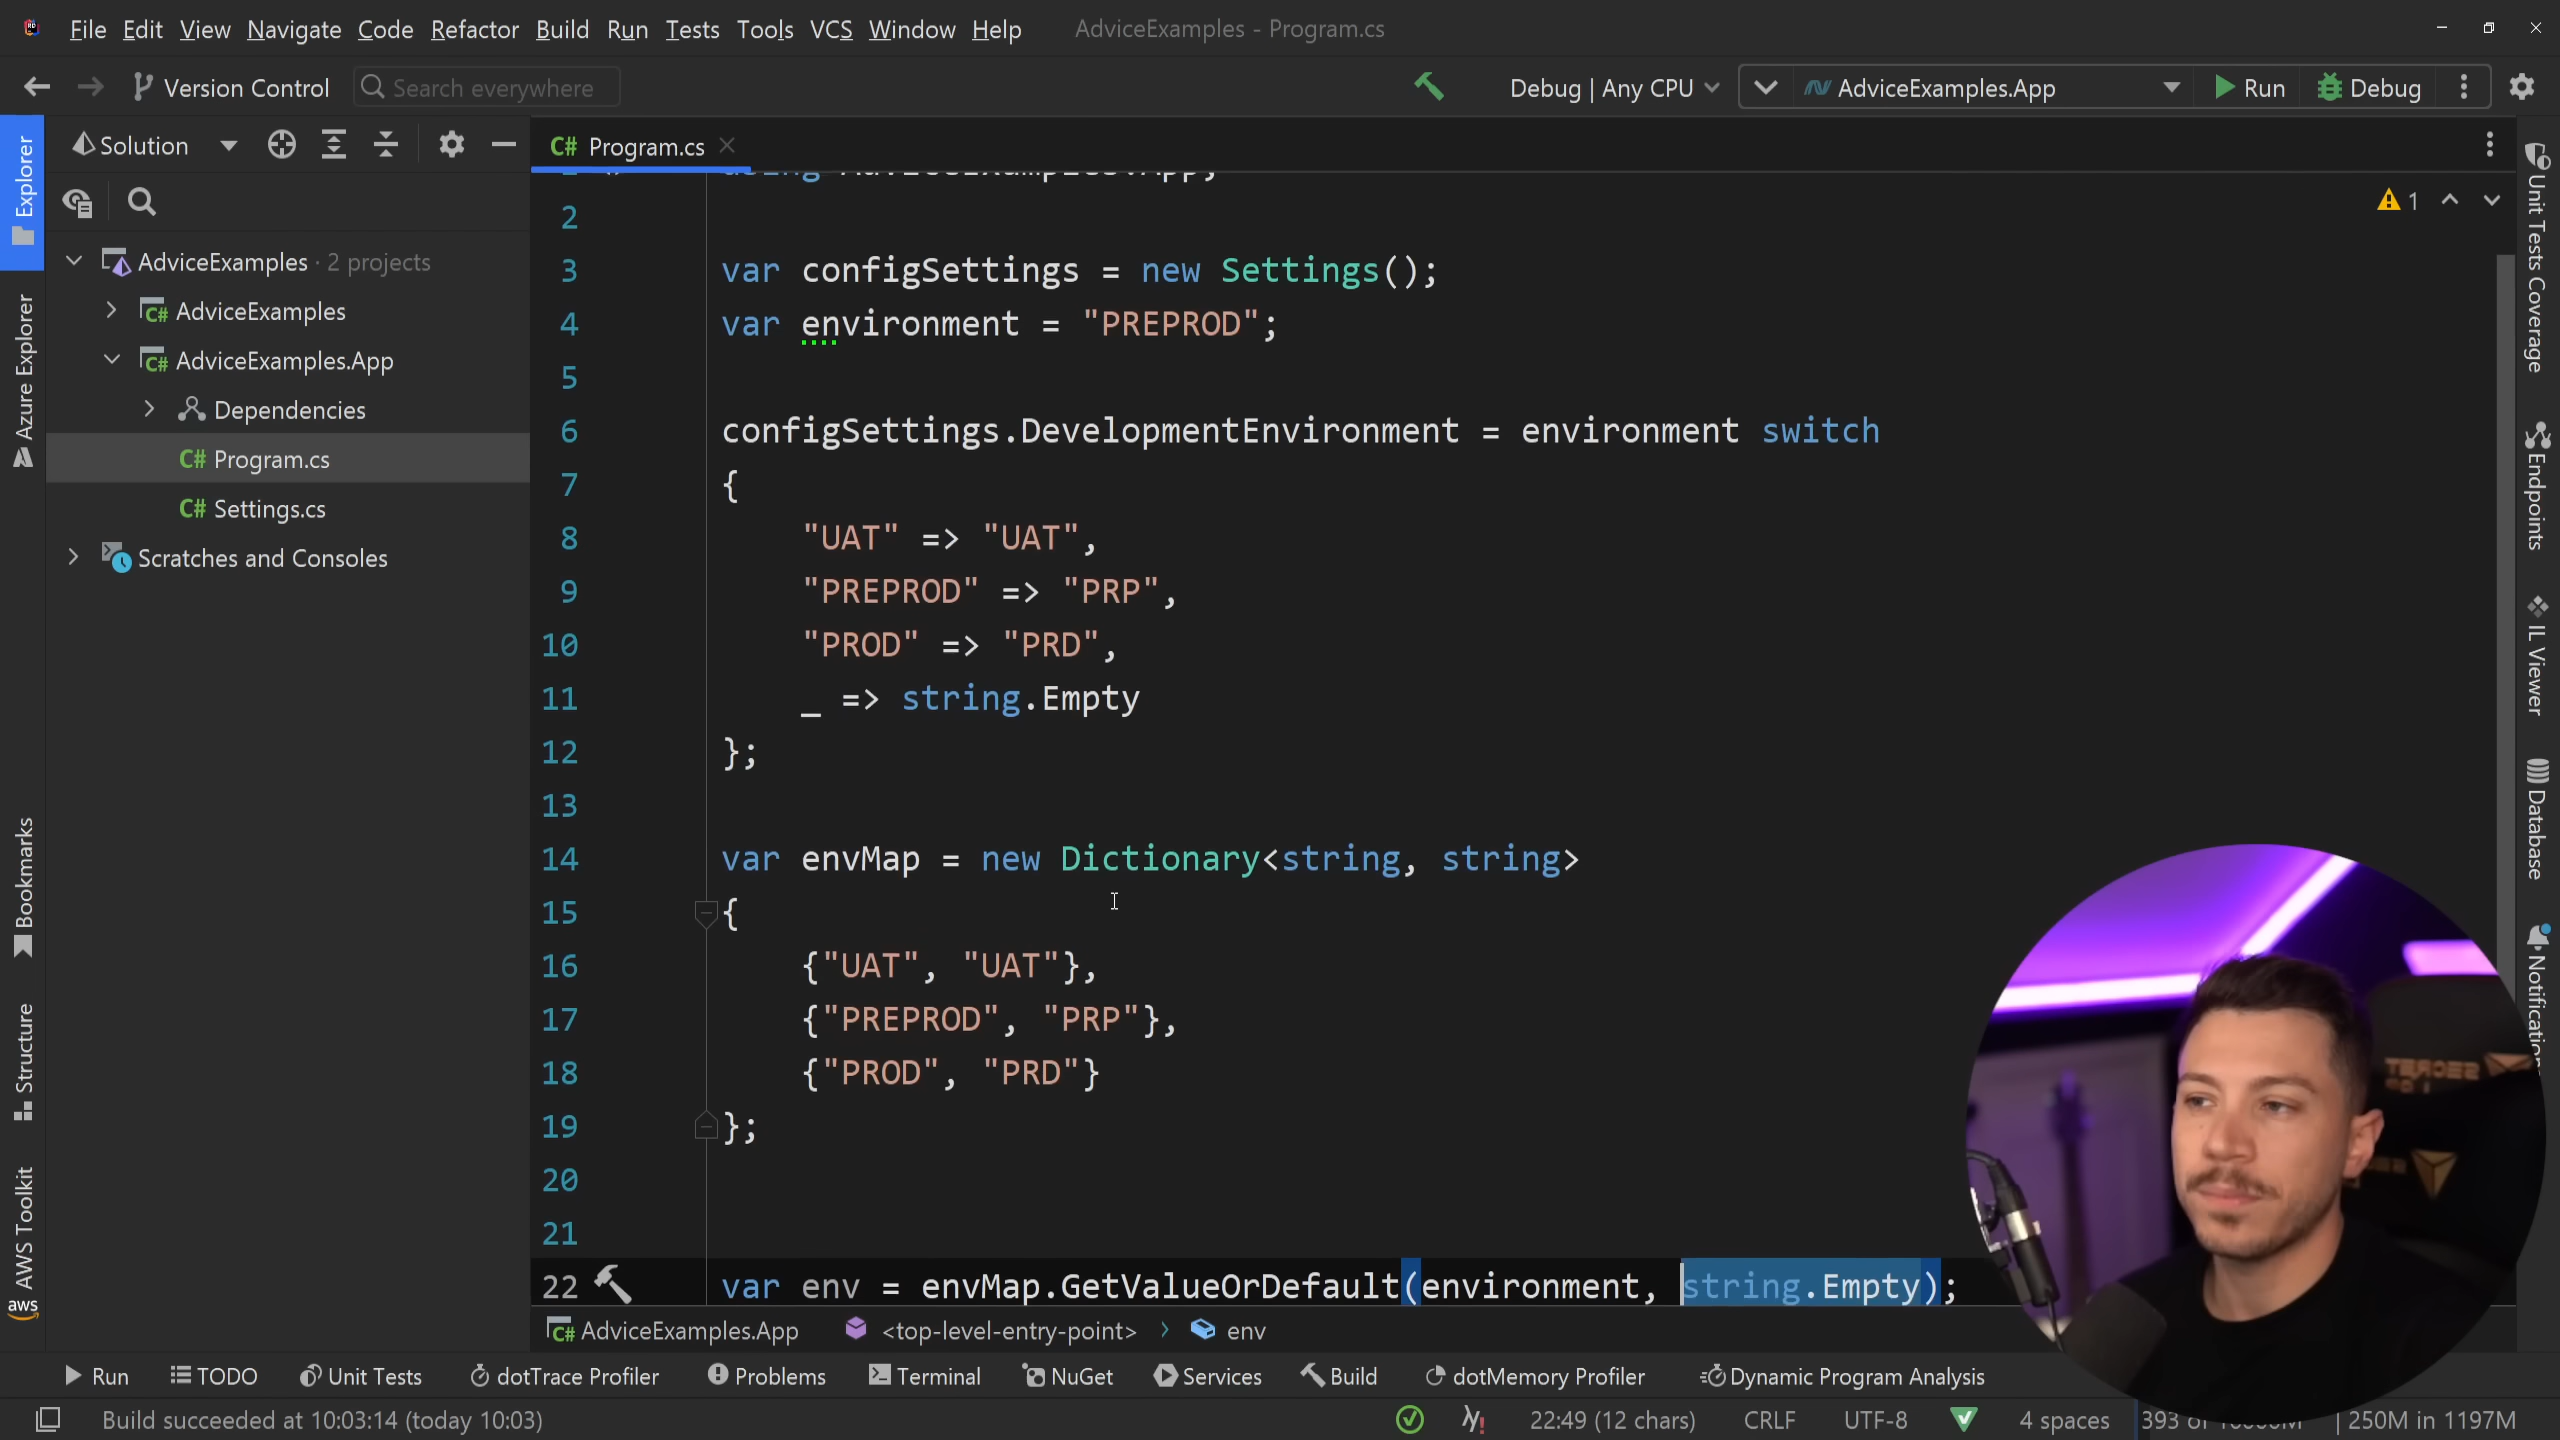 File Edit View Navigate Code Refactor Build Run Tests Tools VCS Window Help AdviceExamples - Program.cs
Version Control Search everywhere Debug | Any CPU AdviceExamples.App Run Debug
Explorer
Azure Explorer
Bookmarks
Structure
AWS Toolkit
aws
Solution
AdviceExamples · 2 projects
C# AdviceExamples
C# AdviceExamples.App
Dependencies
C# Program.cs
C# Settings.cs
Scratches and Consoles
C# Program.cs
1
using AdviceExamples.App;
2
3 var configSettings = new Settings();
4 var environment = "PREPROD";
5
6 configSettings.DevelopmentEnvironment = environment switch
7 {
8 "UAT" => "UAT",
9 "PREPROD" => "PRP",
10 "PROD" => "PRD",
11 _ => string.Empty
12 };
13
14 var envMap = new Dictionary<string, string>
15 {
16 {"UAT", "UAT"},
17 {"PREPROD", "PRP"},
18 {"PROD", "PRD"}
19 };
20
21
22 var env = envMap.GetValueOrDefault(environment, string.Empty);
Unit Tests Coverage
Endpoints
IL Viewer
Database
Notification
C# AdviceExamples.App <top-level-entry-point> env
Run TODO Unit Tests dotTrace Profiler Problems Terminal NuGet Services Build dotMemory Profiler Dynamic Program Analysis
Build succeeded at 10:03:14 (today 10:03) 22:49 (12 chars) CRLF UTF-8 4 spaces 393 of 250M in 1197M